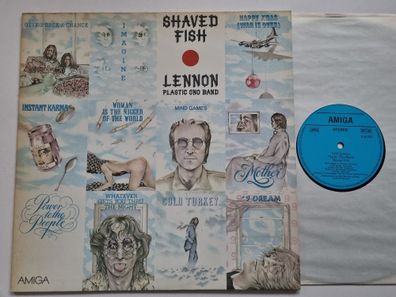 GIVE PEACE A CHANCE
IMAGINE
SHAVED
FISH
LENNON
PLASTIC ONO BAND
HAPPY XMAS
(WAR IS OVER)
INSTANT KARMA
WOMAN
IS THE NIGGER
OF THE WORLD
MIND GAMES
Mother
Power
to the
People
WHATEVER
GETS YOU THRU
THE NIGHT
COLD TURKEY
#9 DREAM
AMIGA
AMIGA
STEREO